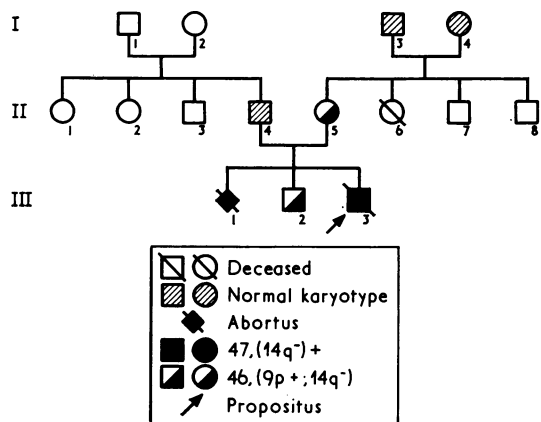 I
1 2 3 4
II
1 2 3 4 5 6 7 8
III
1 2 3
Deceased
Normal karyotype
Abortus
47,(14q-)+
46,(9p+;14q-)
Propositus